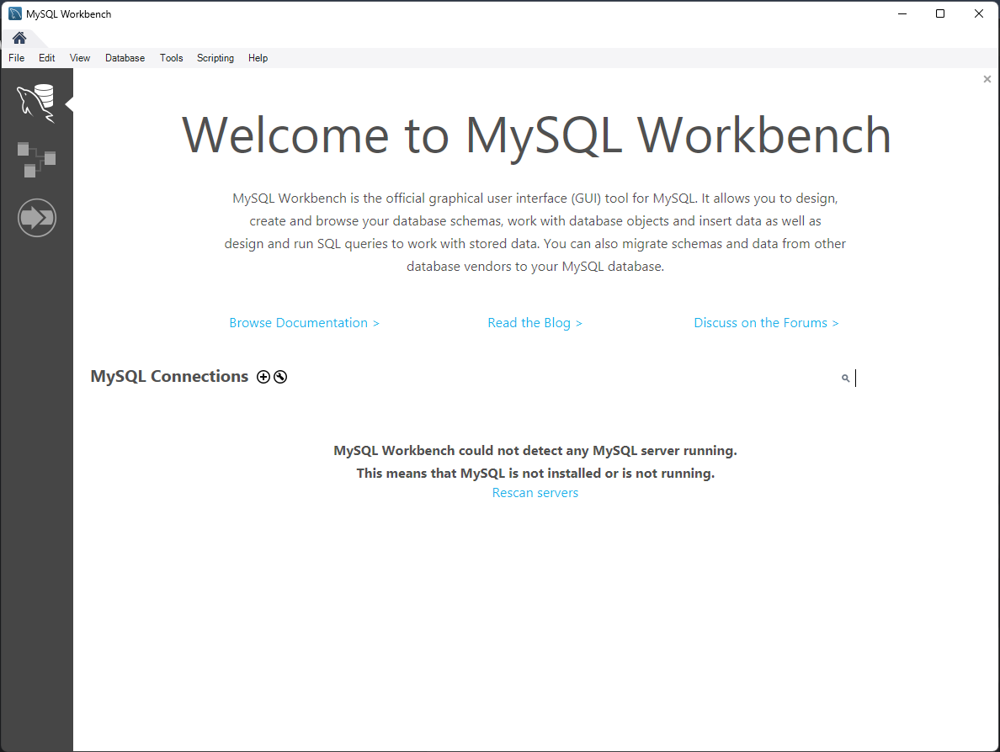 MySQL Workbench
File Edit View Database Tools Scripting Help
Welcome to MySQL Workbench
MySQL Workbench is the official graphical user interface (GUI) tool for MySQL. It allows you to design,
create and browse your database schemas, work with database objects and insert data as well as
design and run SQL queries to work with stored data. You can also migrate schemas and data from other
database vendors to your MySQL database.
Browse Documentation > Read the Blog > Discuss on the Forums >
MySQL Connections
MySQL Workbench could not detect any MySQL server running.
This means that MySQL is not installed or is not running.
Rescan servers